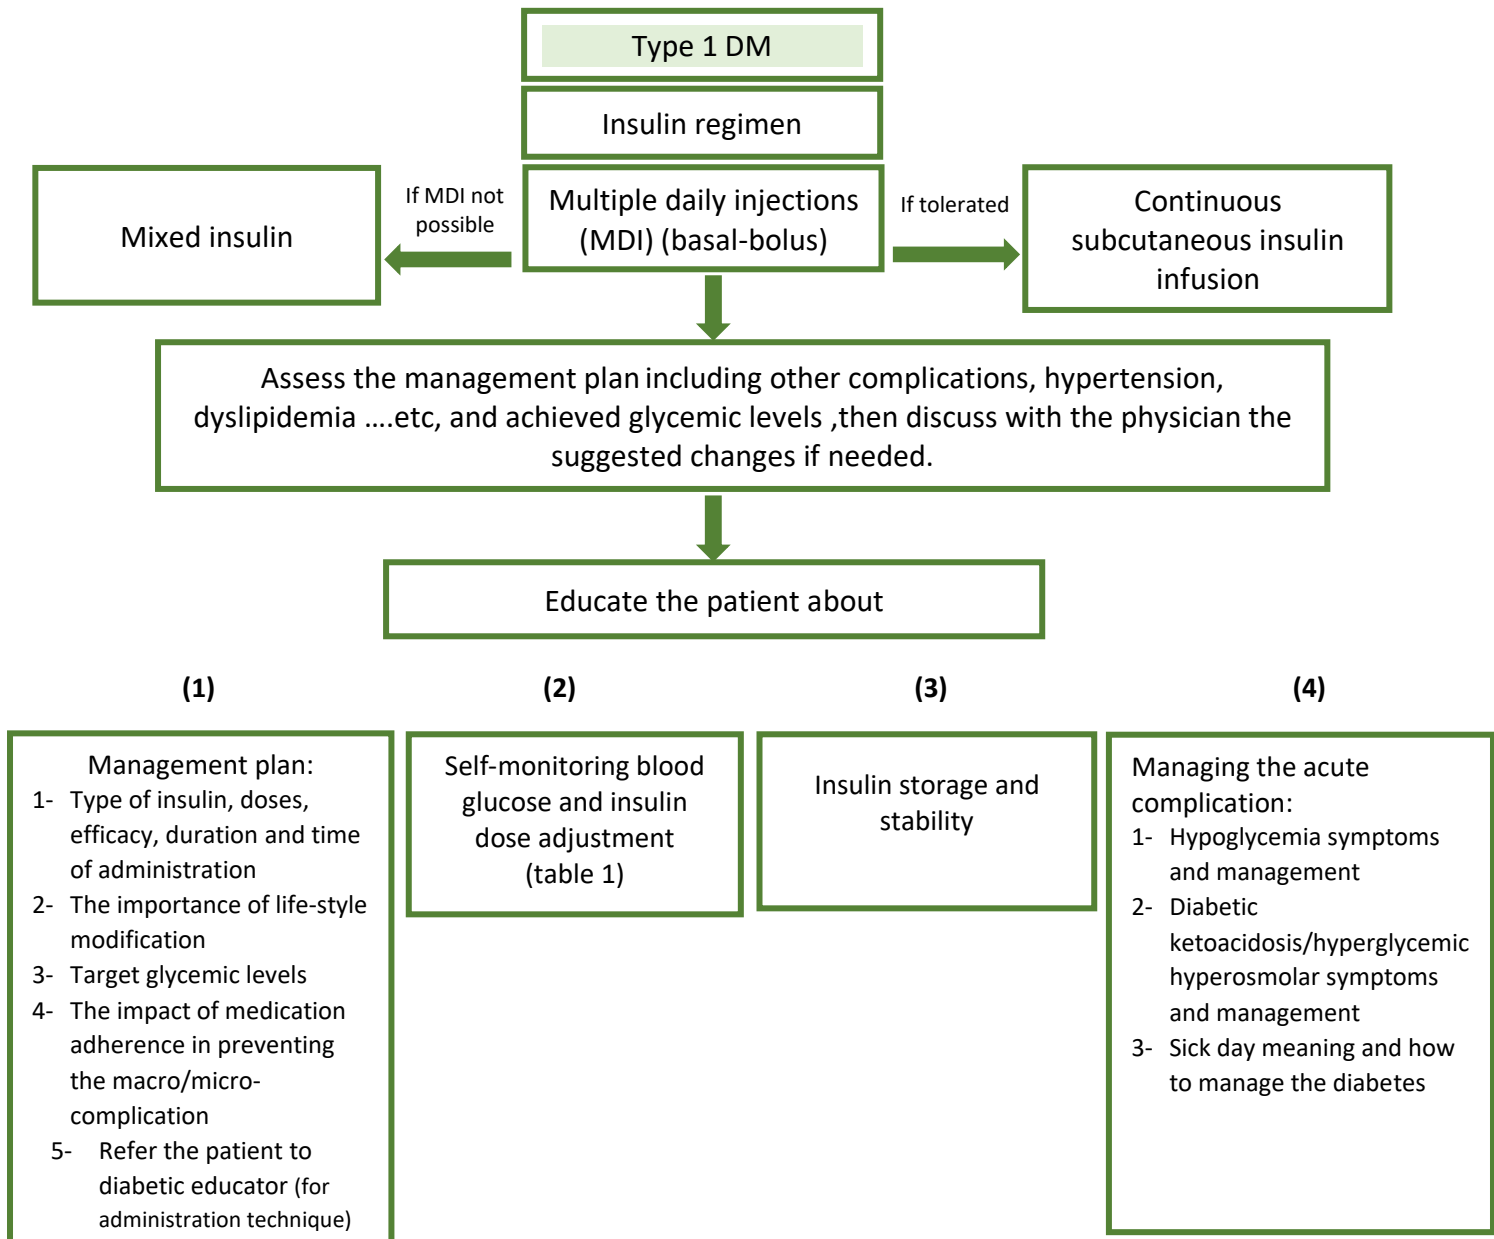 Type 1 DM
Insulin regimen
Mixed insulin
If MDI not
possible
Multiple daily injections
(MDI) (basal-bolus)
If tolerated
Continuous
subcutaneous insulin
infusion
Assess the management plan including other complications, hypertension,
dyslipidemia ....etc, and achieved glycemic levels ,then discuss with the physician the
suggested changes if needed.
Educate the patient about
(1)
(2)
(3)
(4)
Management plan:
1- Type of insulin, doses,
efficacy, duration and time
of administration
2- The importance of life-style
modification
3- Target glycemic levels
4- The impact of medication
adherence in preventing
the macro/micro-
complication
5- Refer the patient to
diabetic educator (for
administration technique)
Self-monitoring blood
glucose and insulin
dose adjustment
(table 1)
Insulin storage and
stability
Managing the acute
complication:
1- Hypoglycemia symptoms
and management
2- Diabetic
ketoacidosis/hyperglycemic
hyperosmolar symptoms
and management
3- Sick day meaning and how
to manage the diabetes